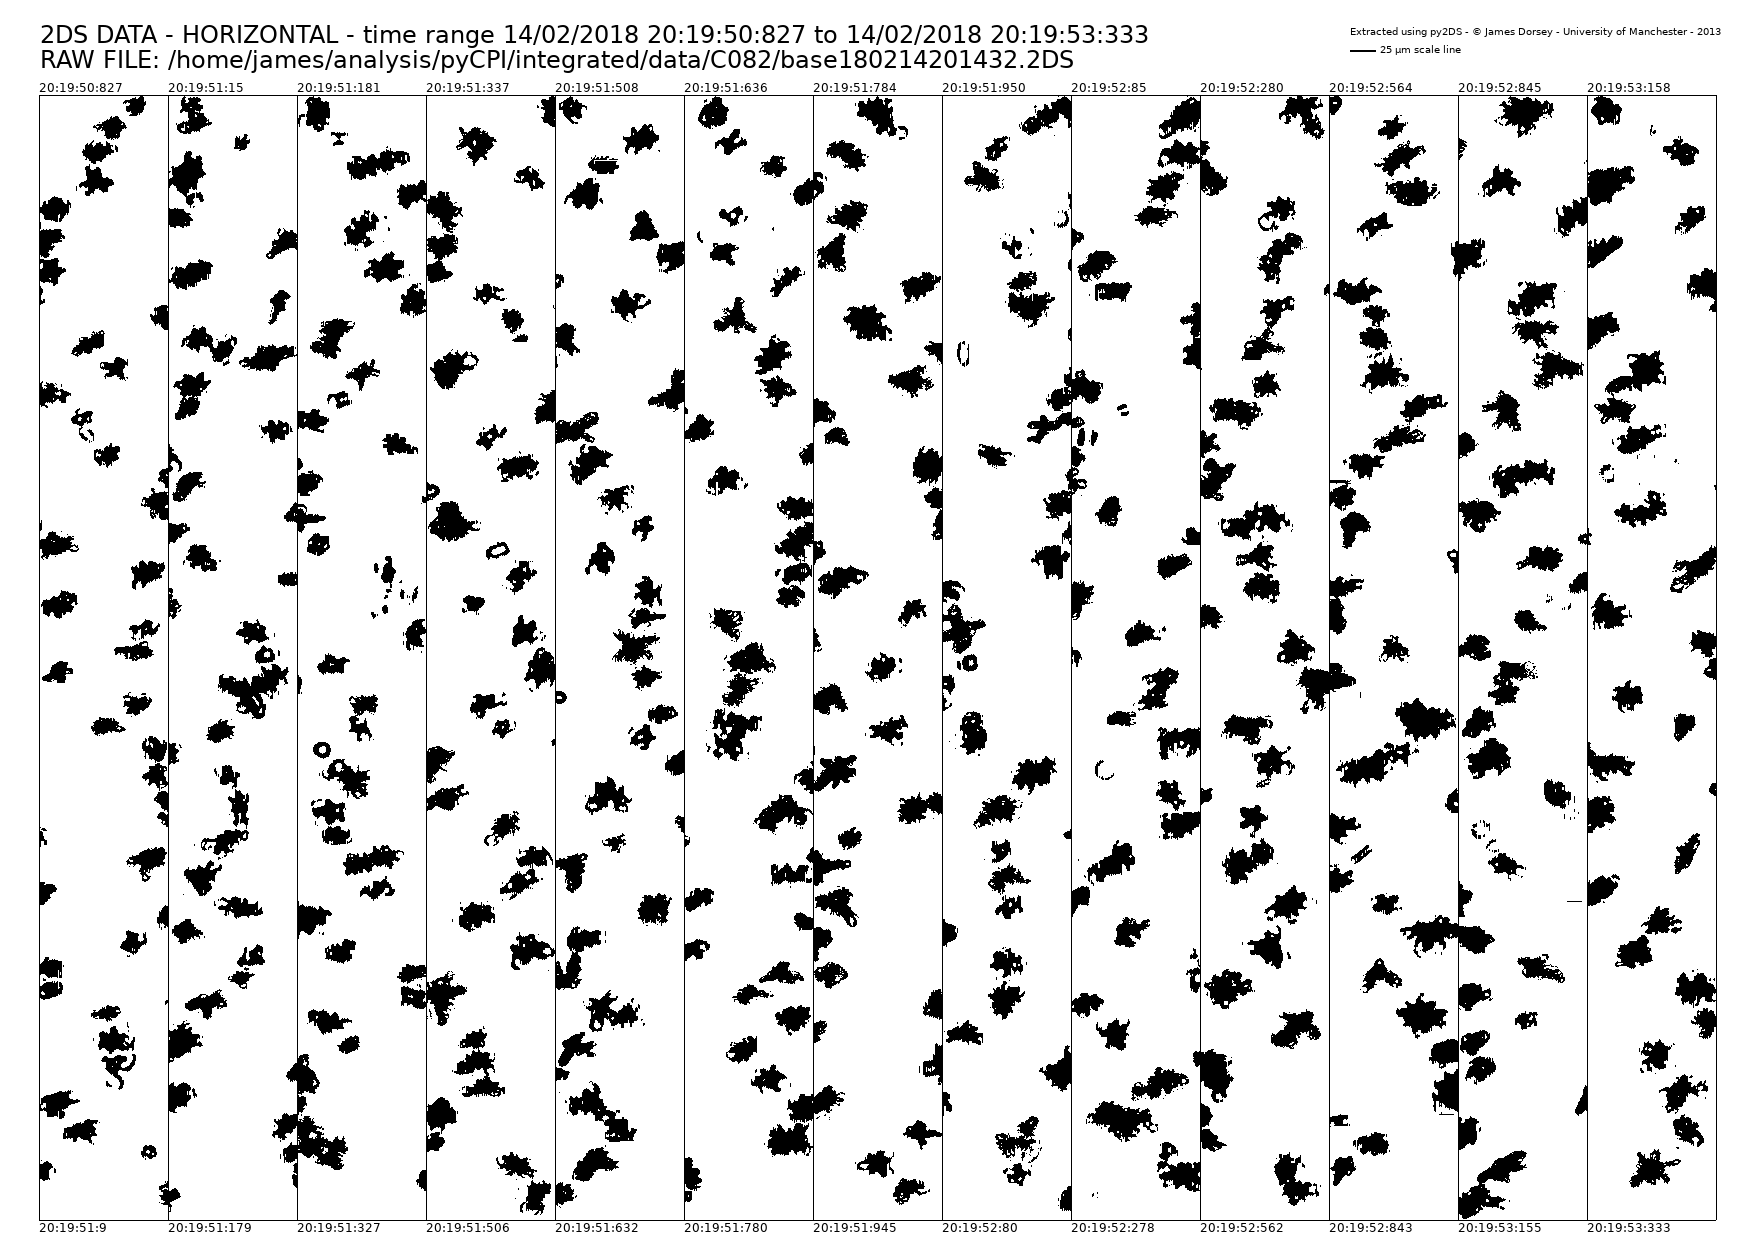 2DS DATA - HORIZONTAL - time range 14/02/2018 20:19:50:827 to 14/02/2018 20:19:53:333
RAW FILE: /home/james/analysis/pyCPI/integrated/data/C082/base180214201432.2DS
Extracted using py2DS - © James Dorsey - University of Manchester - 2013
25 µm scale line
20:19:50:827 20:19:51:15 20:19:51:181 20:19:51:337 20:19:51:508 20:19:51:636 20:19:51:784 20:19:51:950 20:19:52:85 20:19:52:280 20:19:52:564 20:19:52:845 20:19:53:158
20:19:51:9 20:19:51:179 20:19:51:327 20:19:51:506 20:19:51:632 20:19:51:780 20:19:51:945 20:19:52:80 20:19:52:278 20:19:52:562 20:19:52:843 20:19:53:155 20:19:53:333